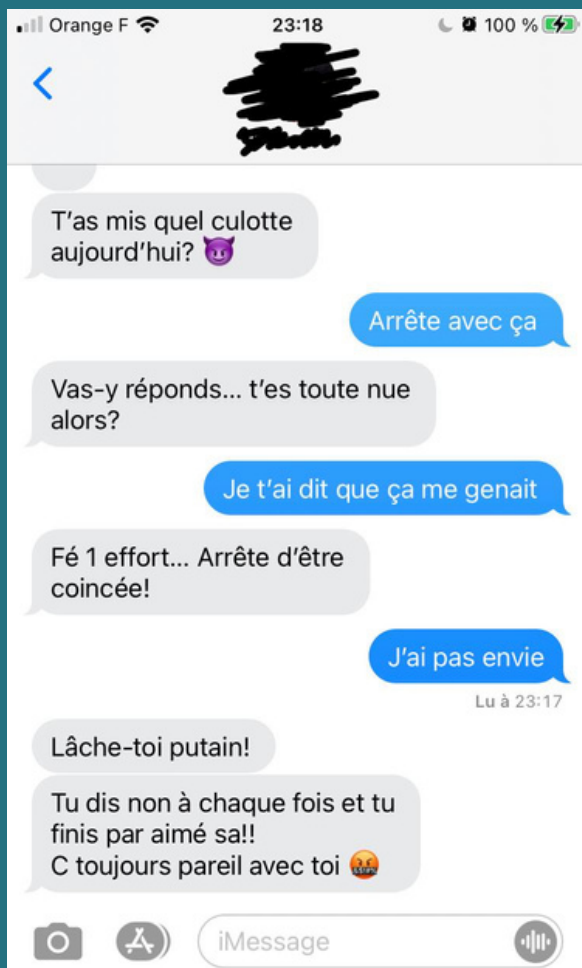 Orange F 23:18 100 %
T'as mis quel culotte
aujourd'hui? 😈
Arrête avec ça
Vas-y réponds... t'es toute nue
alors?
Je t'ai dit que ça me genait
Fé 1 effort... Arrête d'être
coincée!
J'ai pas envie
Lu à 23:17
Lâche-toi putain!
Tu dis non à chaque fois et tu
finis par aimé sa!!
C toujours pareil avec toi 🤬
iMessage